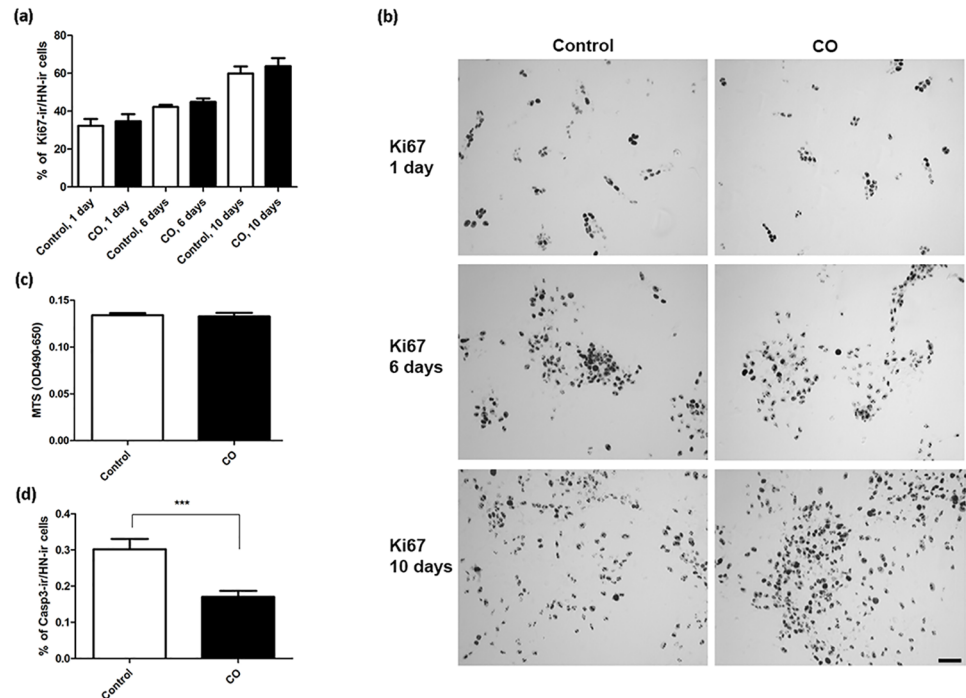 (a)
80
60
40
20
0
% of Ki67-ir/HN-ir cells
Control, 1 day
CO, 1 day
Control, 6 days
CO, 6 days
Control, 10 days
CO, 10 days
(b)
Control
CO
Ki67
1 day
Ki67
6 days
Ki67
10 days
(c)
0.15
0.10
0.05
0.00
MTS (OD490-650)
Control
CO
(d)
0.4
0.3
0.2
0.1
0.0
% of Casp3-ir/HN-ir cells
***
Control
CO